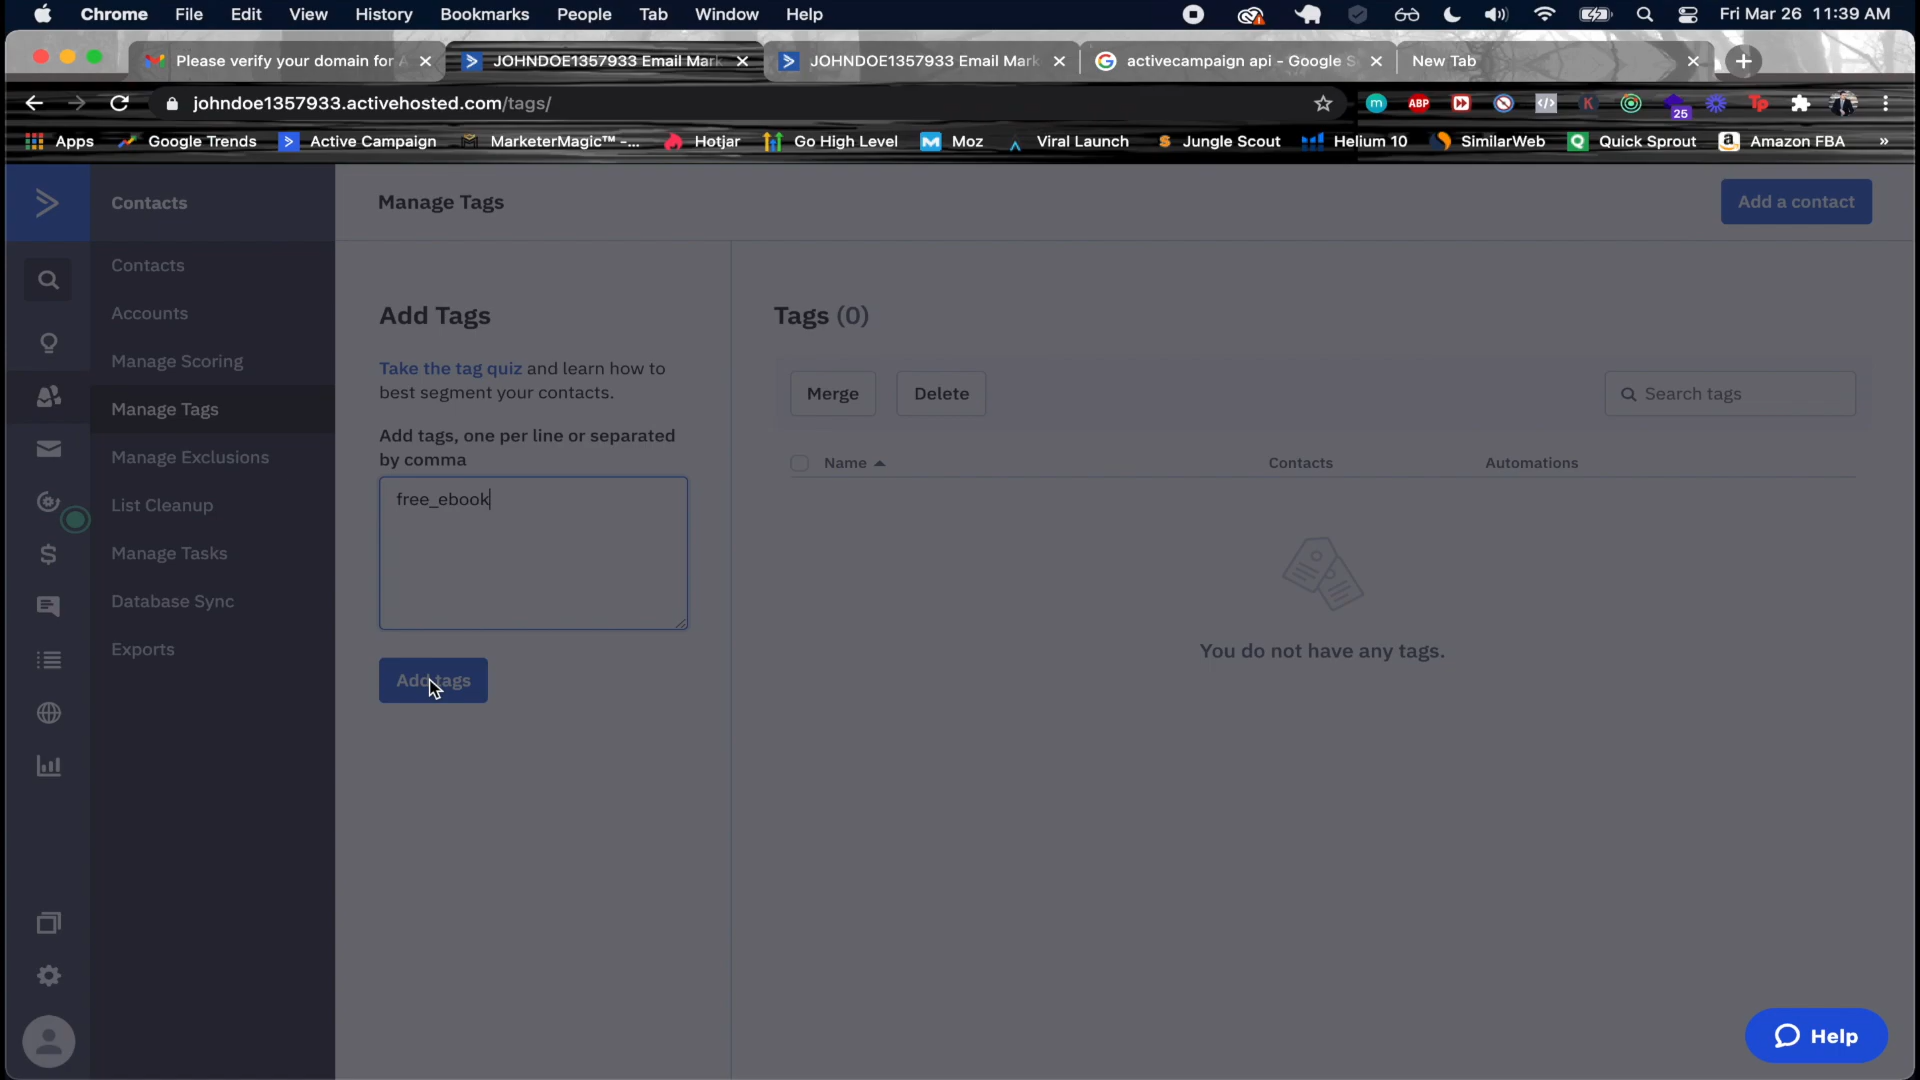 Chrome File Edit View History Bookmarks People Tab Window Help Fri Mar 26 11:39 AM
Please verify your domain for A JOHNDOE1357933 Email Mark JOHNDOE1357933 Email Mark activecampaign api - Google S New Tab
johndoe1357933.activehosted.com/tags/ ABP 25 Tp
Apps Google Trends Active Campaign MarketerMagic™ -... Hotjar Go High Level Moz Viral Launch Jungle Scout Helium 10 SimilarWeb Quick Sprout Amazon FBA »
Contacts
Manage Tags
Add a contact
Contacts
Accounts
Manage Scoring
Manage Tags
Manage Exclusions
List Cleanup
Manage Tasks
Database Sync
Exports
Add Tags
Take the tag quiz and learn how to
best segment your contacts.
Add tags, one per line or separated
by comma
free_ebook
Add tags
Tags (0)
Merge Delete Search tags
Name Contacts Automations
You do not have any tags.
Help